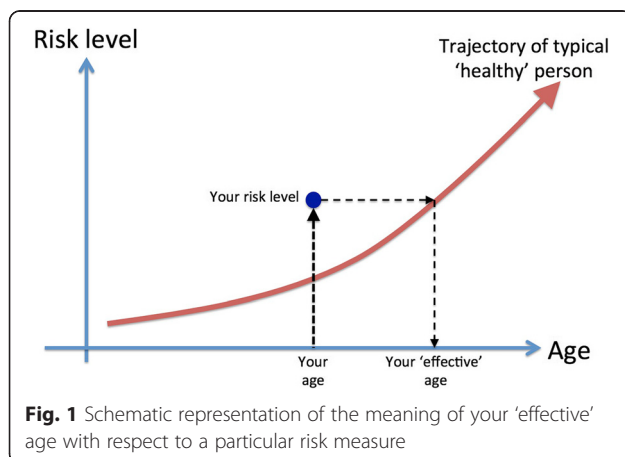 Risk level
Trajectory of typical
‘healthy’ person
Your risk level
Your
age
Your ‘effective’
age
Age
Fig. 1 Schematic representation of the meaning of your ‘effective’
age with respect to a particular risk measure